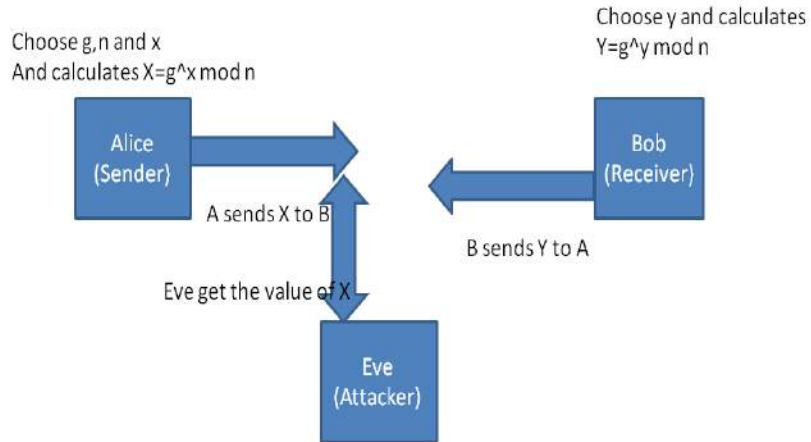 Choose g,n and x
And calculates X=g^x mod n
Choose y and calculates
Y=g^y mod n
Alice
(Sender)
Bob
(Receiver)
A sends X to B
B sends Y to A
Eve get the value of X
Eve
(Attacker)